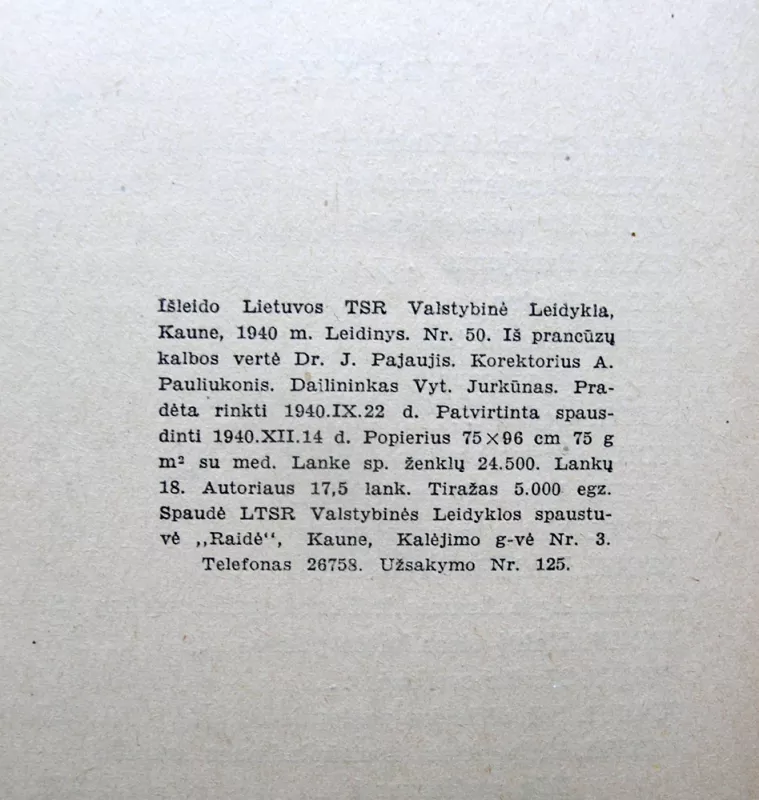 Išleido Lietuvos TSR Valstybinė Leidykla,
Kaune, 1940 m. Leidinys. Nr. 50. Iš prancūzų
kalbos vertė Dr. J. Pajaujis. Korektorius A.
Pauliukonis. Dailininkas Vyt. Jurkūnas. Pra-
dėta rinkti 1940.IX.22 d. Patvirtinta spaus-
dinti 1940.XII.14 d. Popierius 75×96 cm 75 g
m² su med. Lanke sp. ženklų 24.500. Lankų
18. Autoriaus 17,5 lank. Tiražas 5.000 egz.
Spaudė LTSR Valstybinės Leidyklos spaustu-
vė ,,Raidė“, Kaune, Kalėjimo g-vė Nr. 3.
Telefonas 26758. Užsakymo Nr. 125.